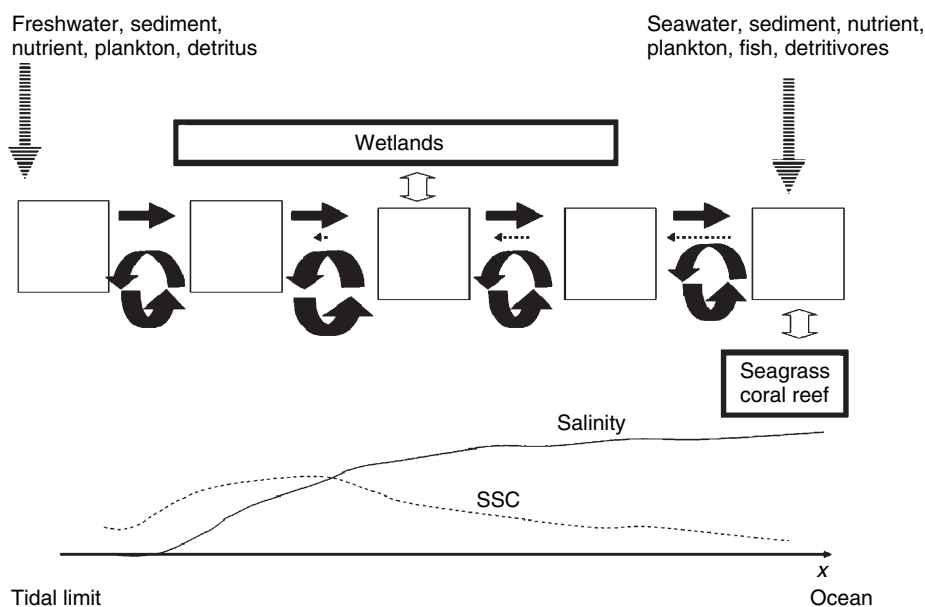 Freshwater, sediment,
nutrient, plankton, detritus
Seawater, sediment, nutrient,
plankton, fish, detritivores
Wetlands
Seagrass
coral reef
Salinity
SSC
x
Tidal limit
Ocean